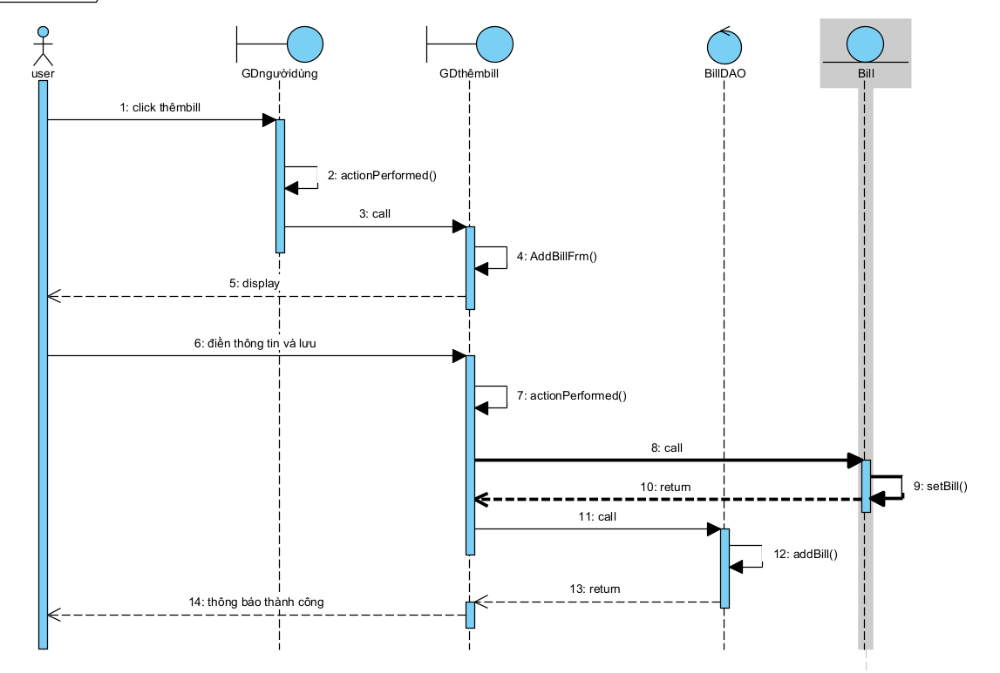 user
GDngườidùng
GDthêmbill
BillDAO
Bill
1: click thêmbill
2: actionPerformed()
3: call
4: AddBillFrm()
5: display
6: điền thông tin và lưu
7: actionPerformed()
8: call
9: setBill()
10: return
11: call
12: addBill()
13: return
14: thông báo thành công